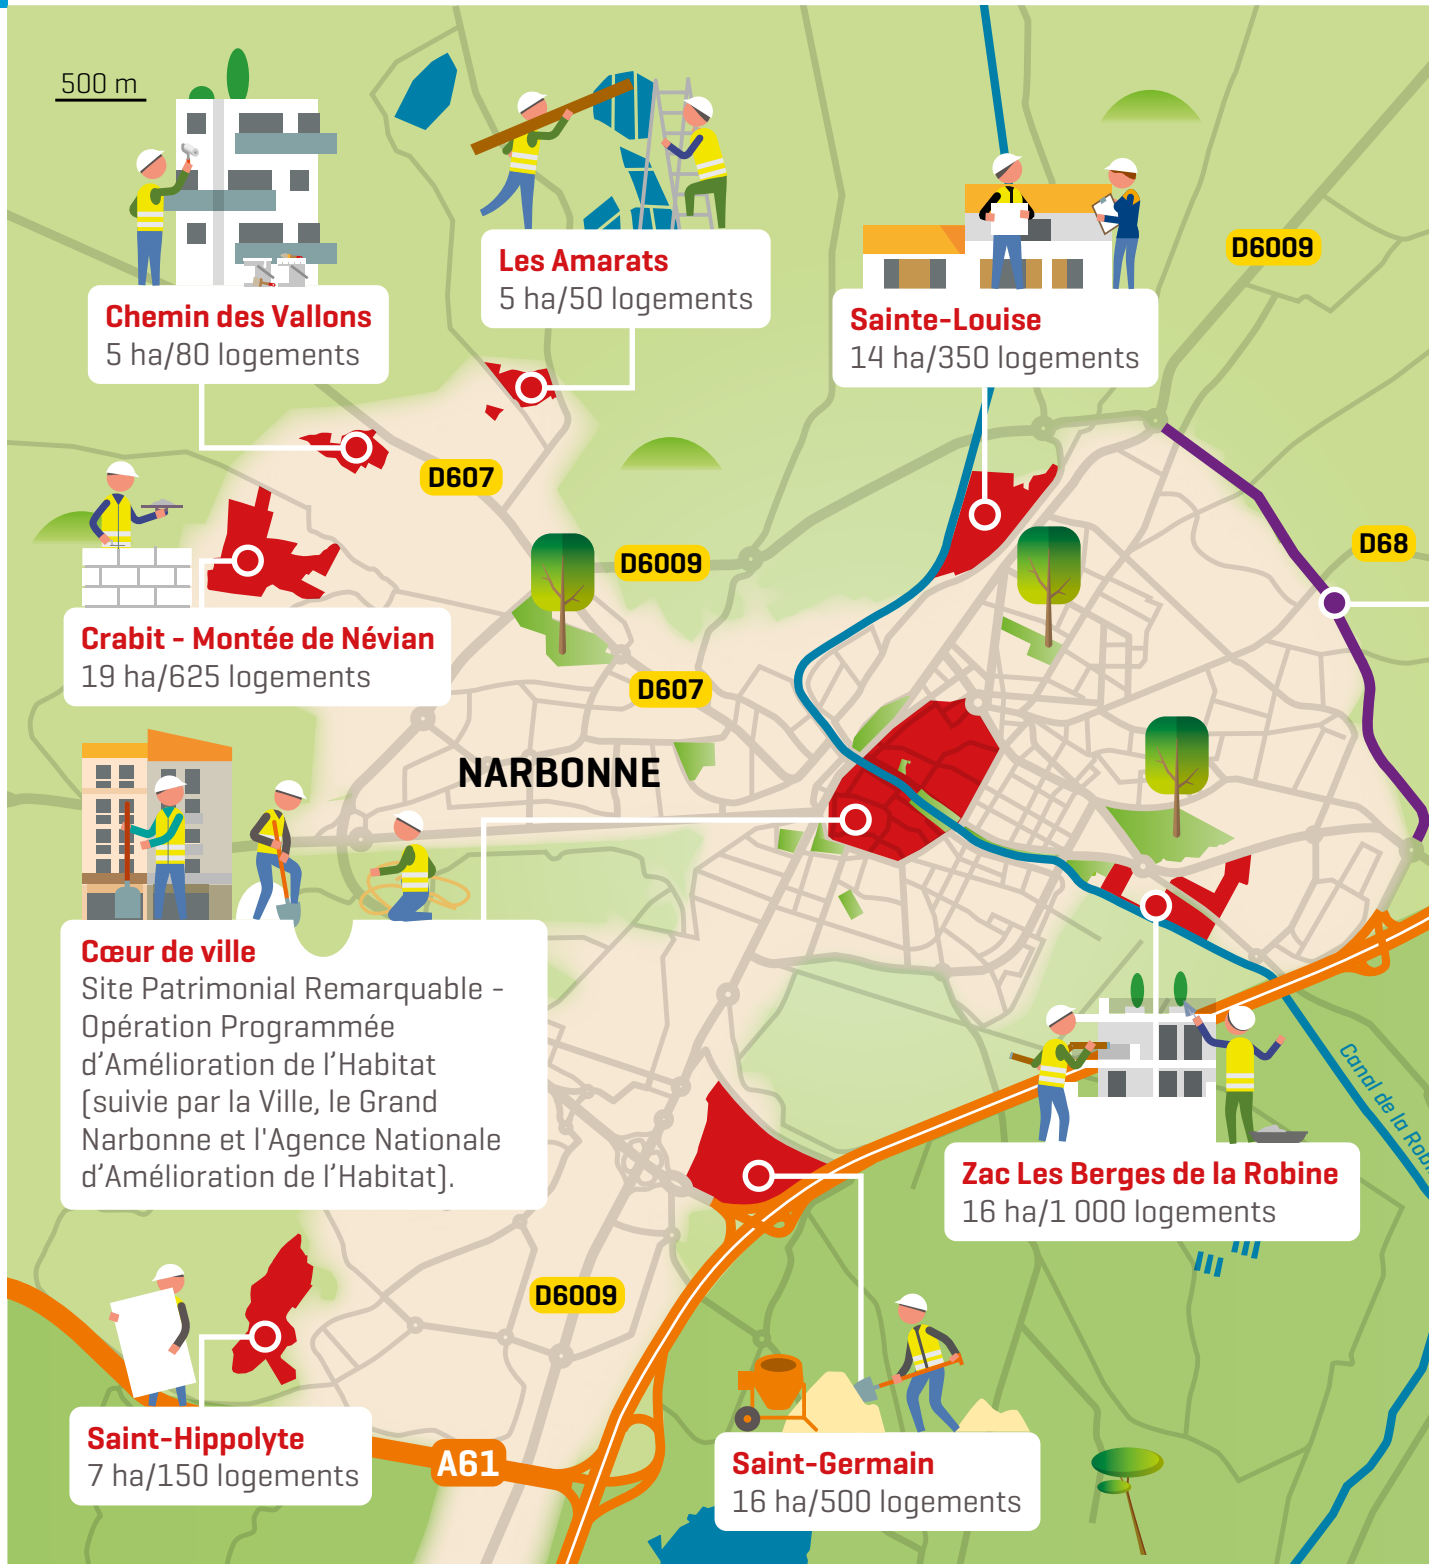 500 m
Les Amarats
5 ha/50 logements
D6009
Chemin des Vallons
5 ha/80 logements
Sainte-Louise
14 ha/350 logements
D607
D68
D6009
Crabit - Montée de Névian
19 ha/625 logements
D607
NARBONNE
Cœur de ville
Site Patrimonial Remarquable -
Opération Programmée
d’Amélioration de l’Habitat
(suivie par la Ville, le Grand
Narbonne et l'Agence Nationale
d’Amélioration de l’Habitat).
Canal de la
Zac Les Berges de la Robine
16 ha/1 000 logements
D6009
Saint-Hippolyte
7 ha/150 logements
A61
Saint-Germain
16 ha/500 logements